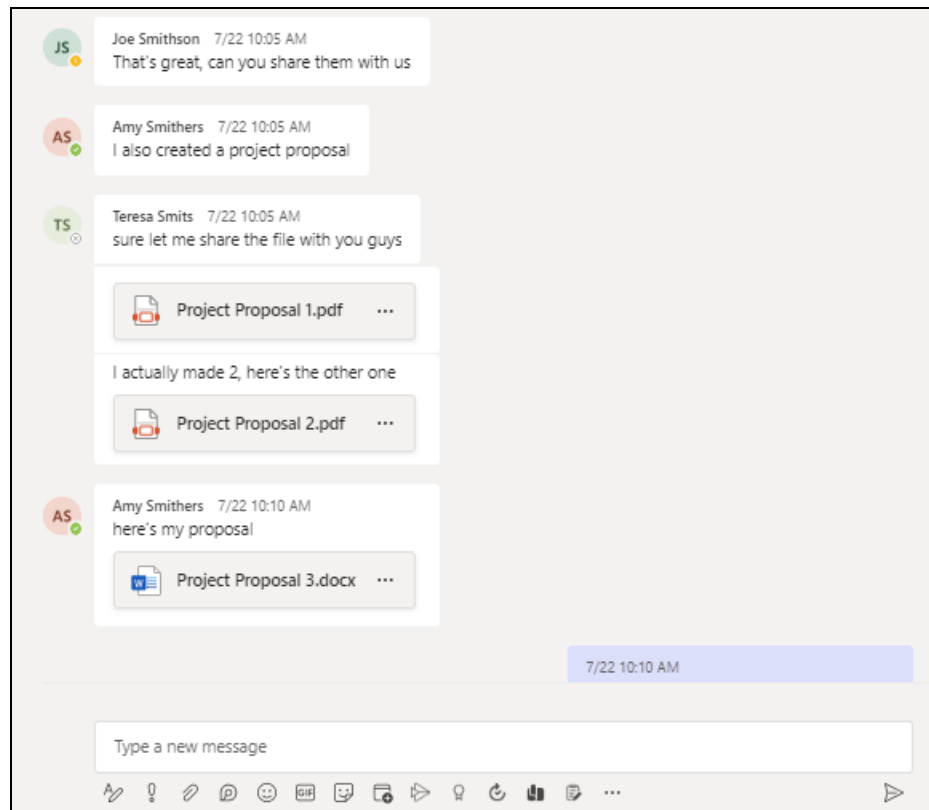 JS
Joe Smithson 7/22 10:05 AM
That's great, can you share them with us
AS
Amy Smithers 7/22 10:05 AM
I also created a project proposal
TS
Teresa Smits 7/22 10:05 AM
sure let me share the file with you guys
Project Proposal 1.pdf ...
I actually made 2, here's the other one
Project Proposal 2.pdf ...
AS
Amy Smithers 7/22 10:10 AM
here's my proposal
W
Project Proposal 3.docx ...
7/22 10:10 AM
Type a new message
GIF